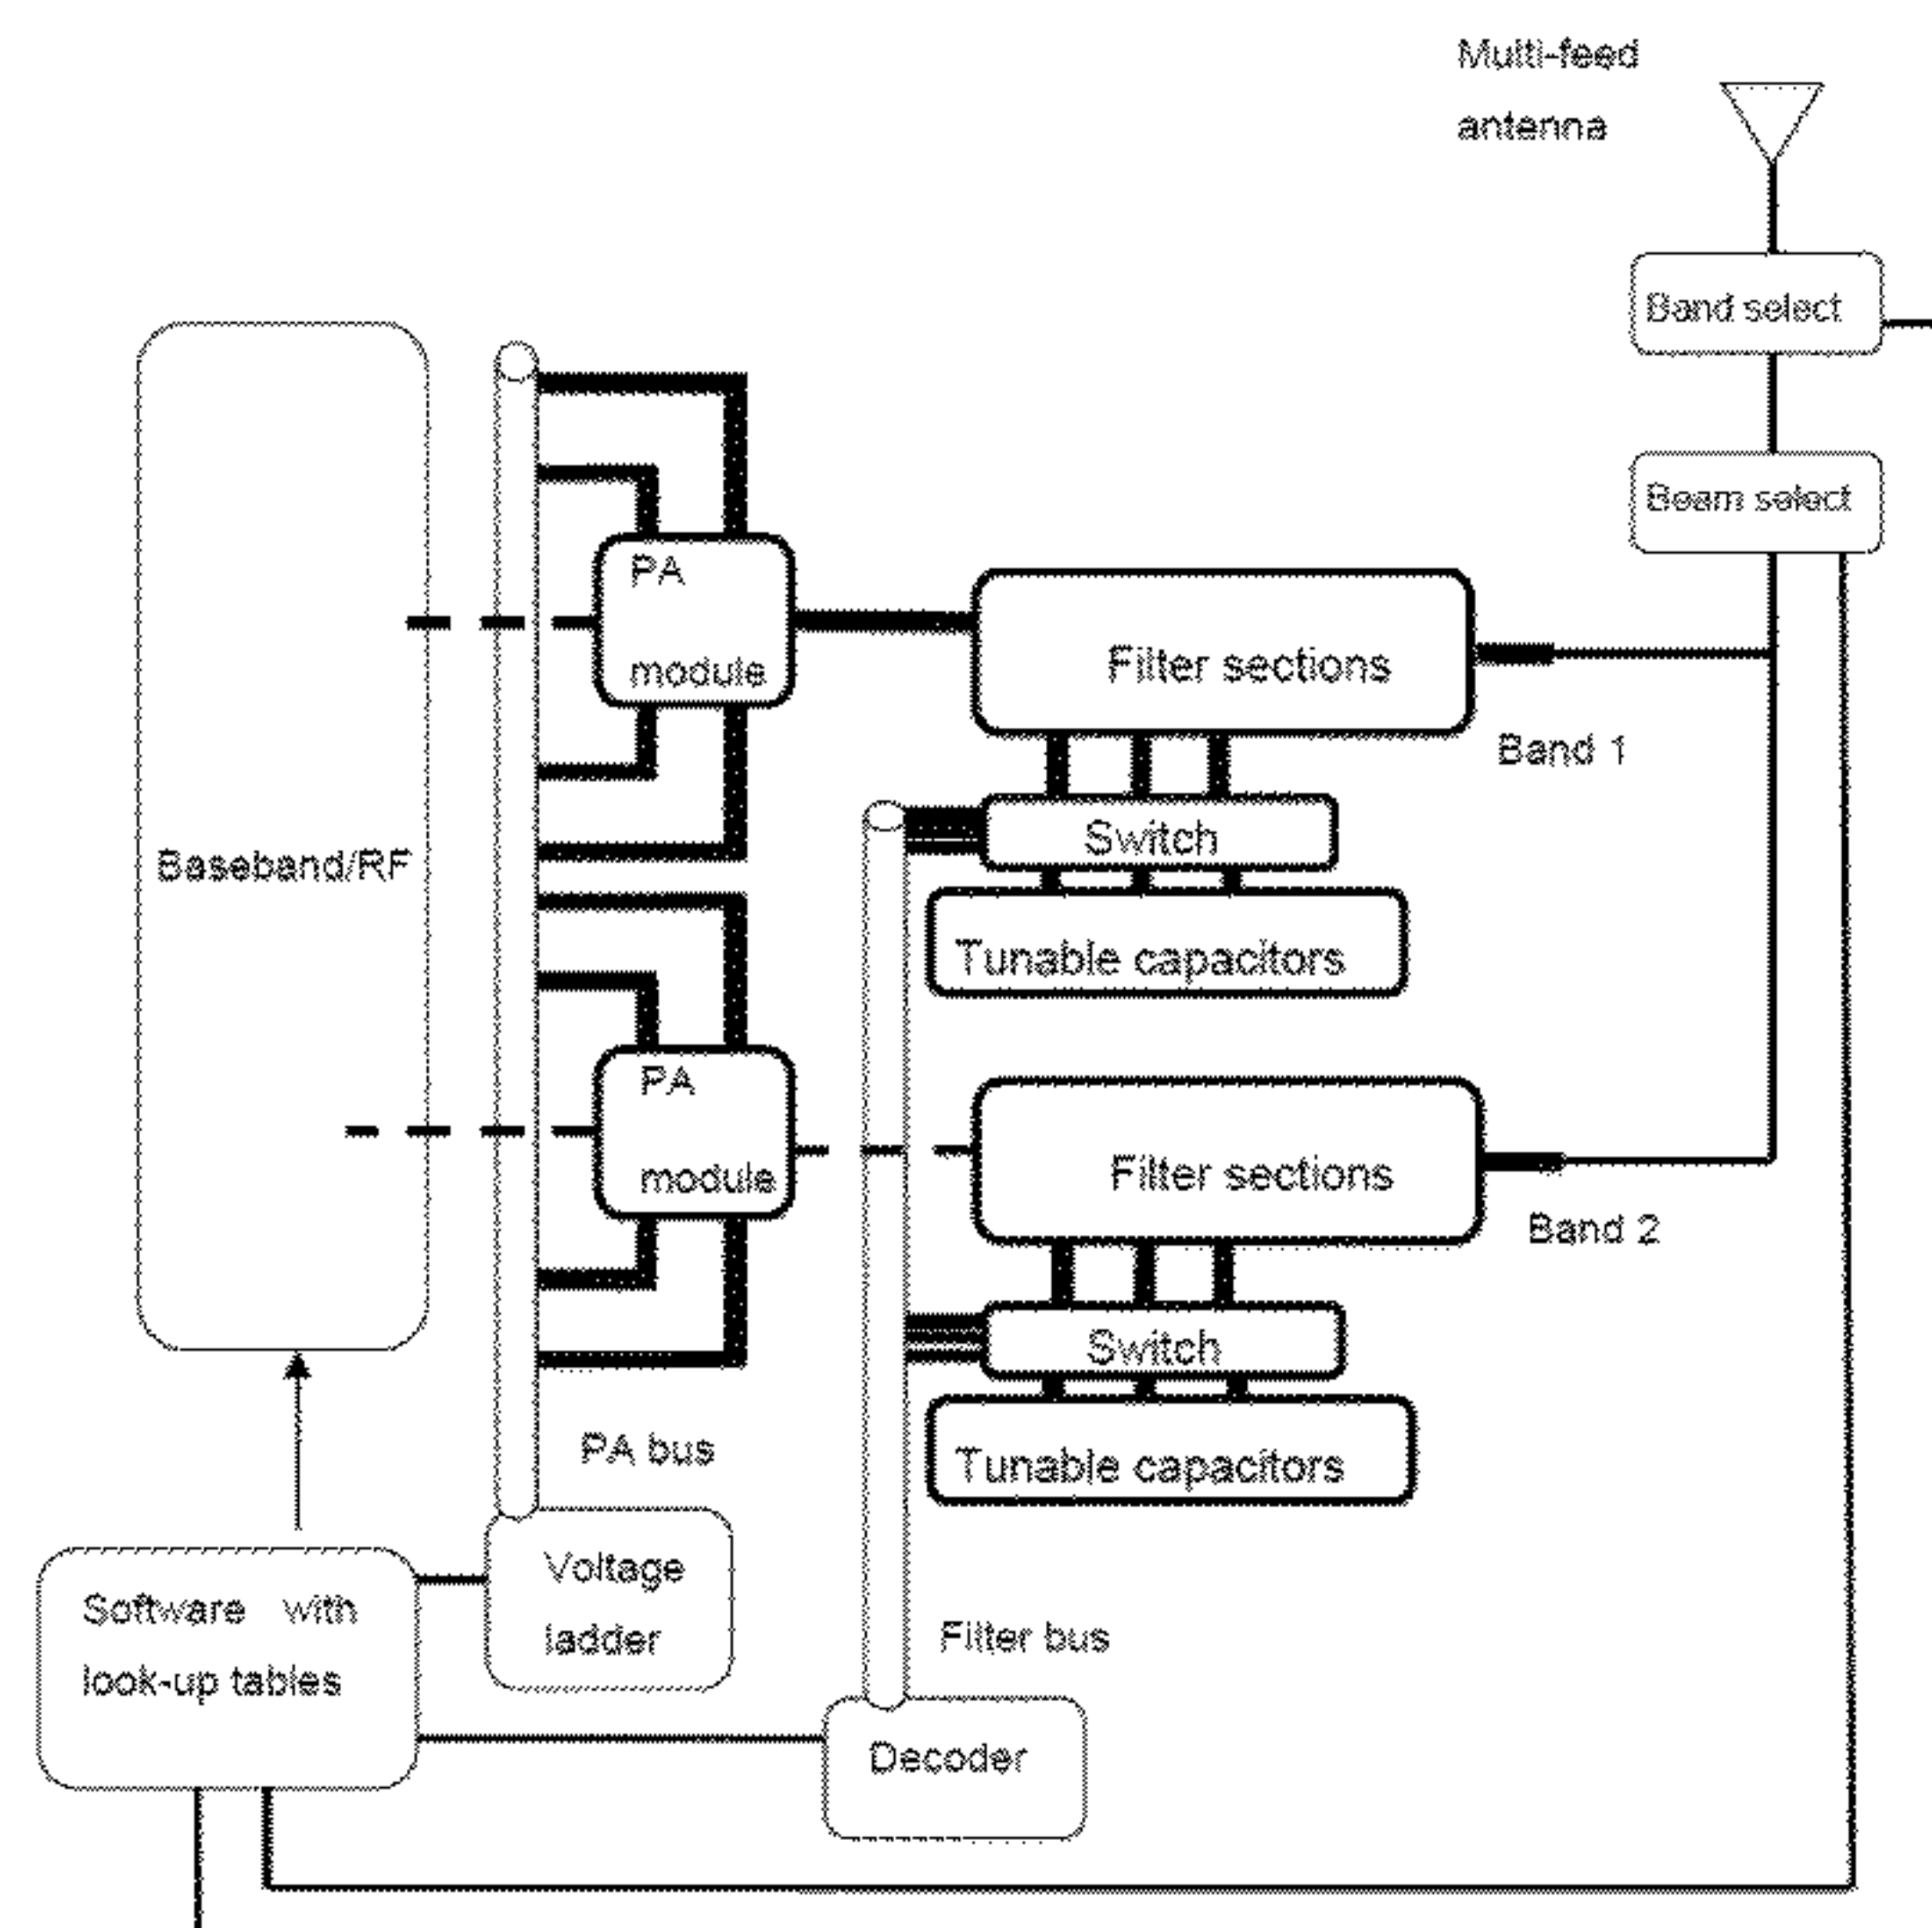 Multi-feed
antenna
Band select
Beam select
PA
module
Filter sections
Band 1
Switch
Baseband/RF
Tunable capacitors
PA
module
Filter sections
Band 2
Switch
PA bus
Tunable capacitors
Voltage
ladder
Software with
look-up tables
Filter bus
Decoder